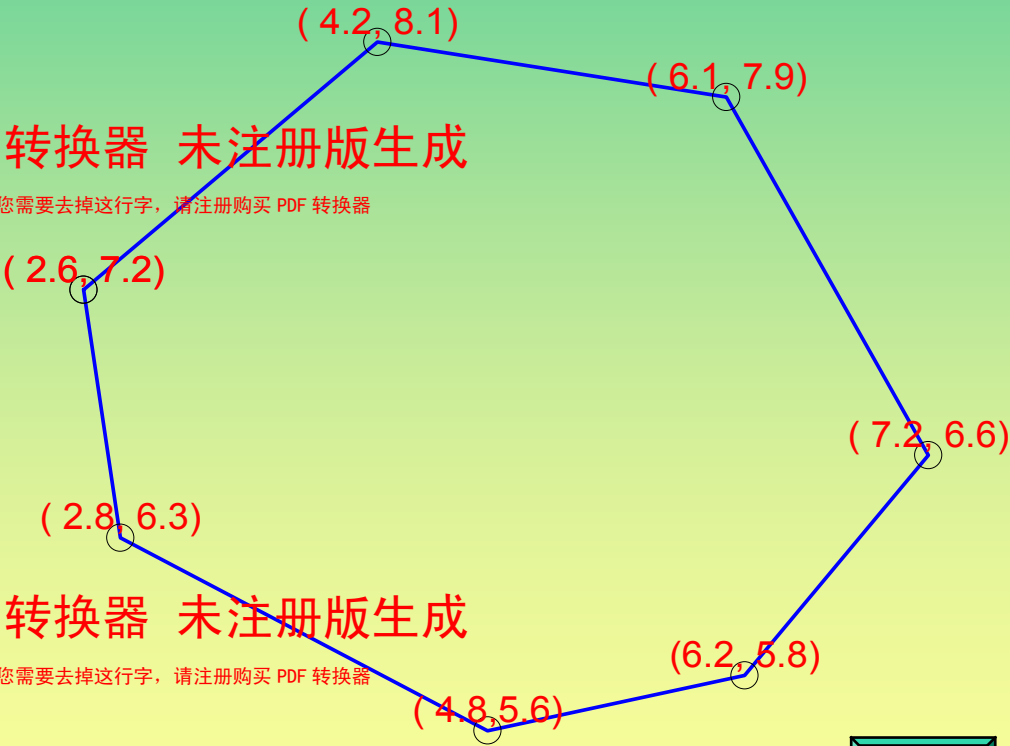 ( 4.2, 8.1)
( 6.1, 7.9)
转换器 未注册版生成
您需要去掉这行字，请注册购买 PDF 转换器
( 2.6, 7.2)
( 7.2, 6.6)
( 2.8, 6.3)
转换器 未注册版生成
您需要去掉这行字，请注册购买 PDF 转换器
(6.2, 5.8)
( 4.8,5.6)